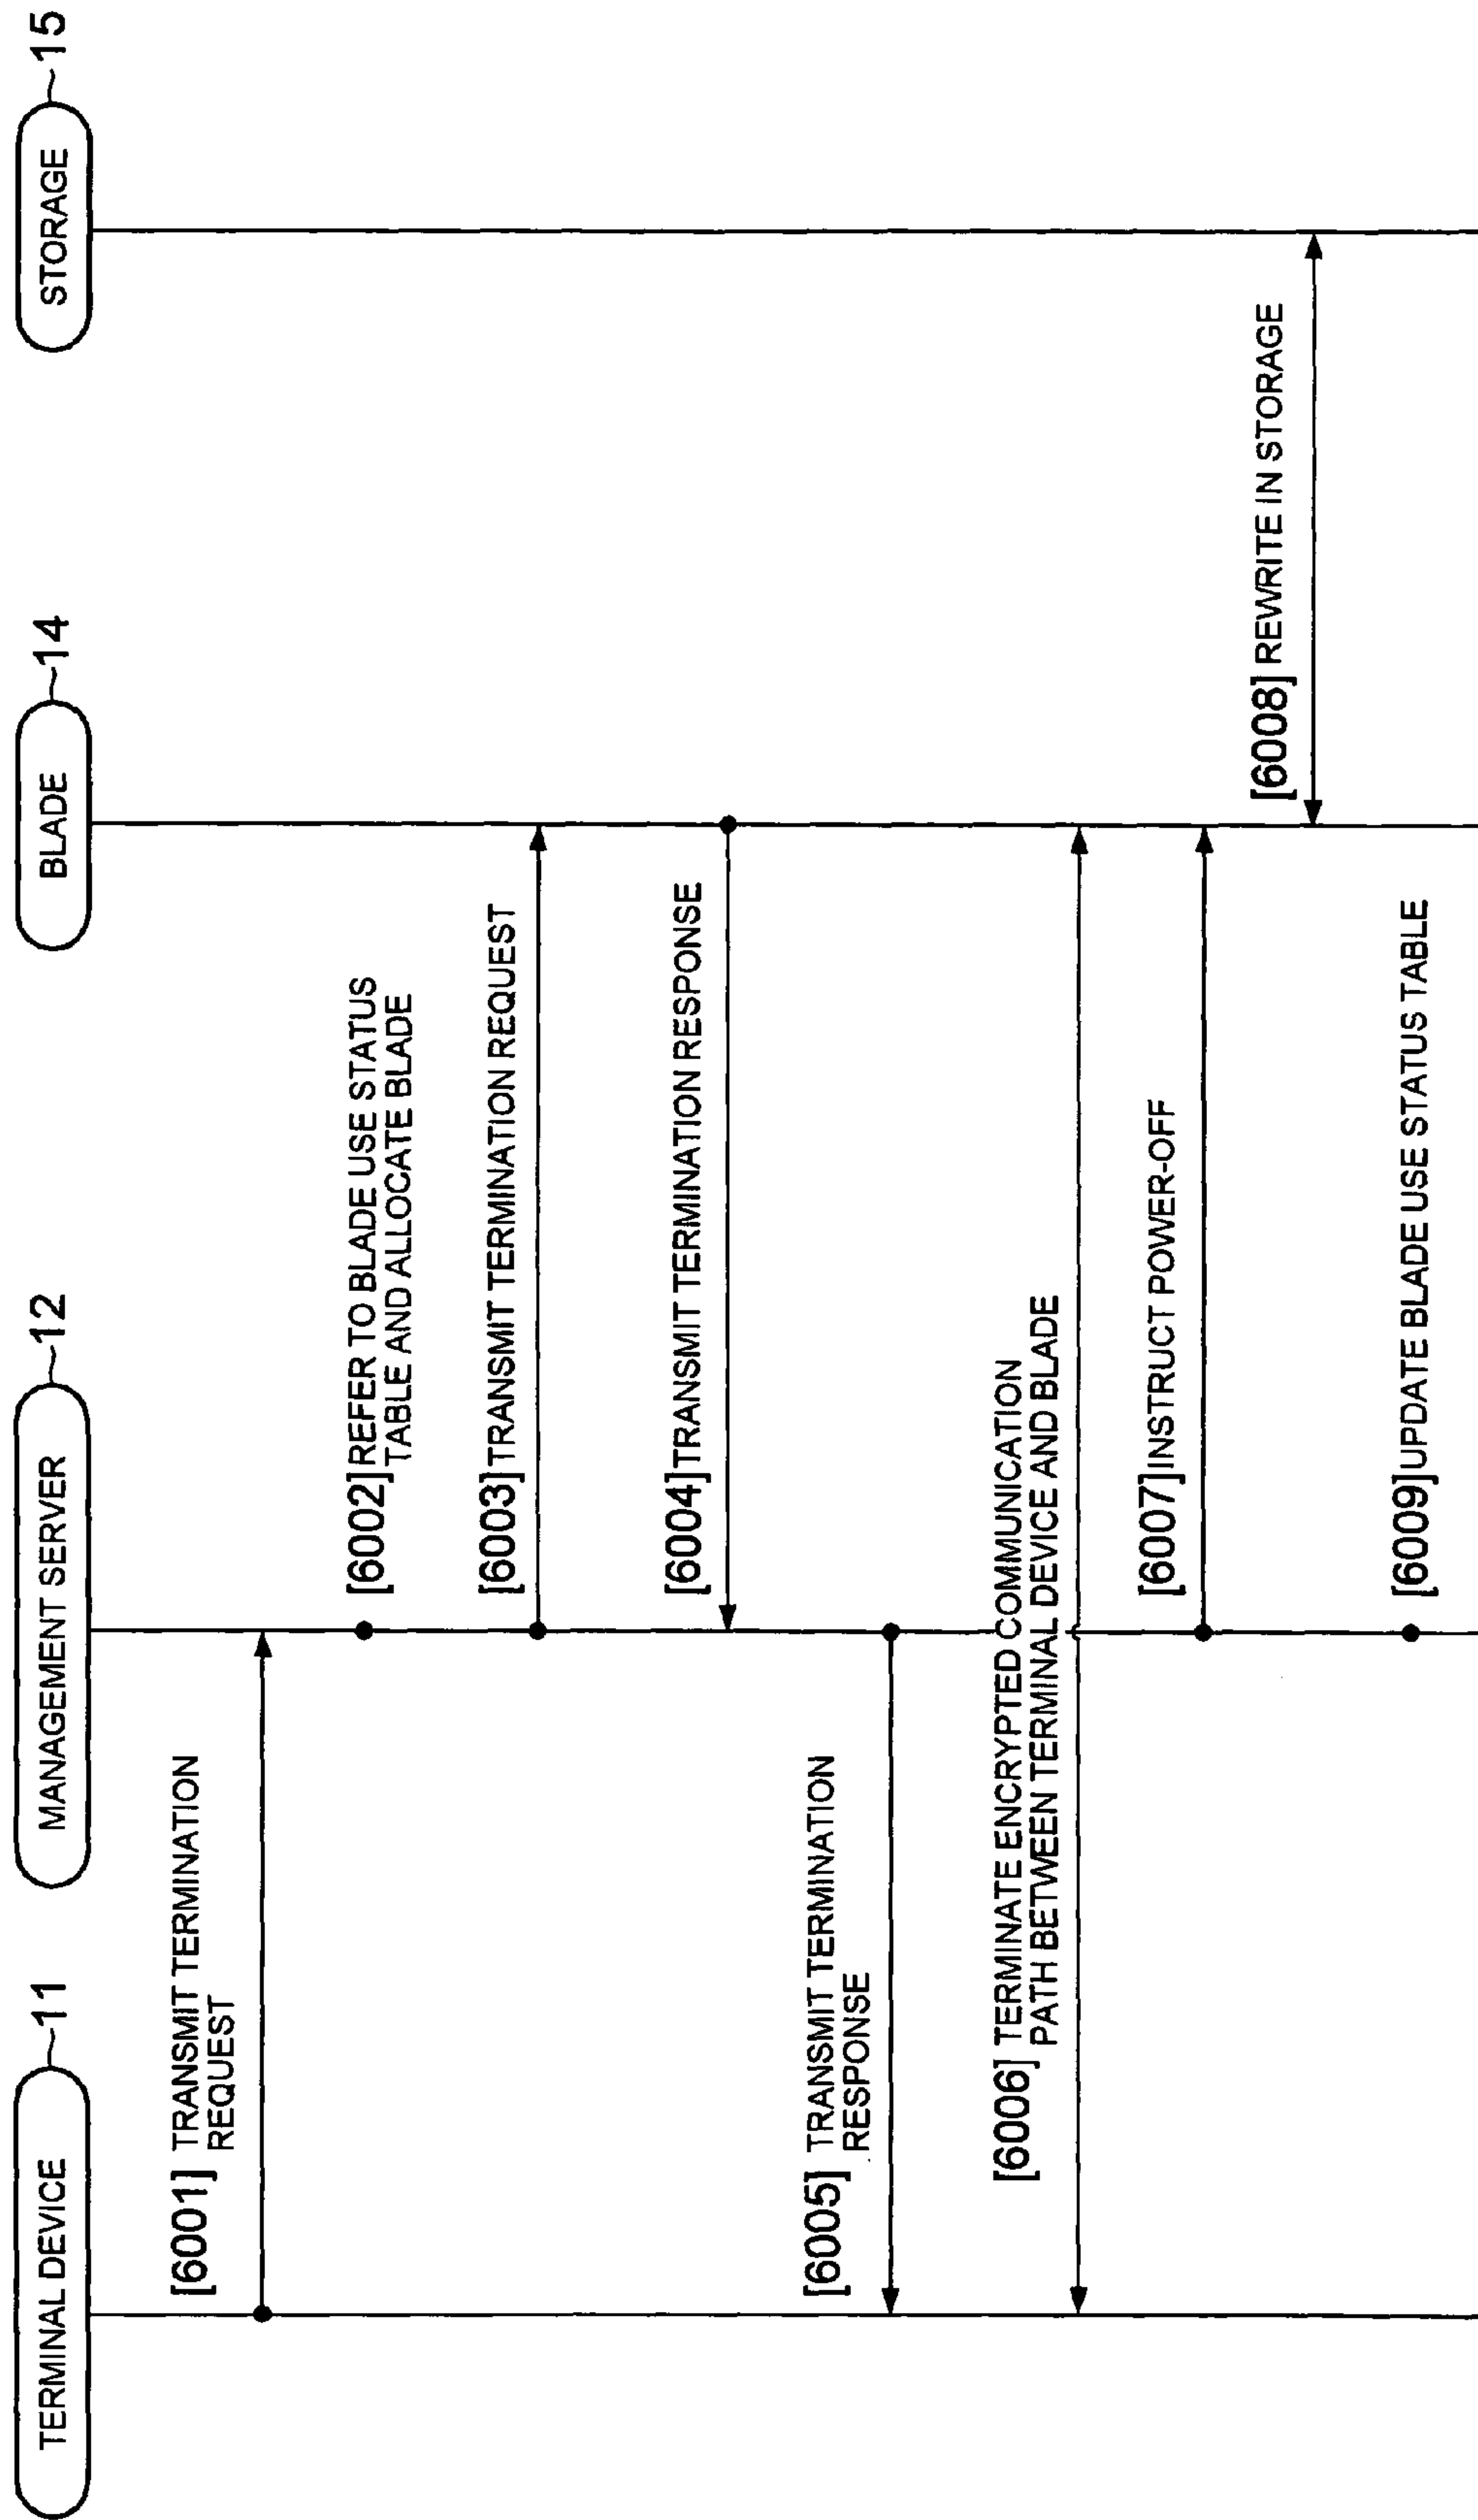 TERMINAL DEVICE
11
MANAGEMENT SERVER
12
BLADE
14
STORAGE
15
[6001] TRANSMIT TERMINATION
REQUEST
[6002] REFER TO BLADE USE STATUS
TABLE AND ALLOCATE BLADE
[6003] TRANSMIT TERMINATION REQUEST
[6004] TRANSMIT TERMINATION RESPONSE
[6005] TRANSMIT TERMINATION
RESPONSE
[6006] TERMINATE ENCRYPTED COMMUNICATION
PATH BETWEEN TERMINAL DEVICE AND BLADE
[6007] INSTRUCT POWER-OFF
[6008] REWRITE IN STORAGE
[6009] UPDATE BLADE USE STATUS TABLE